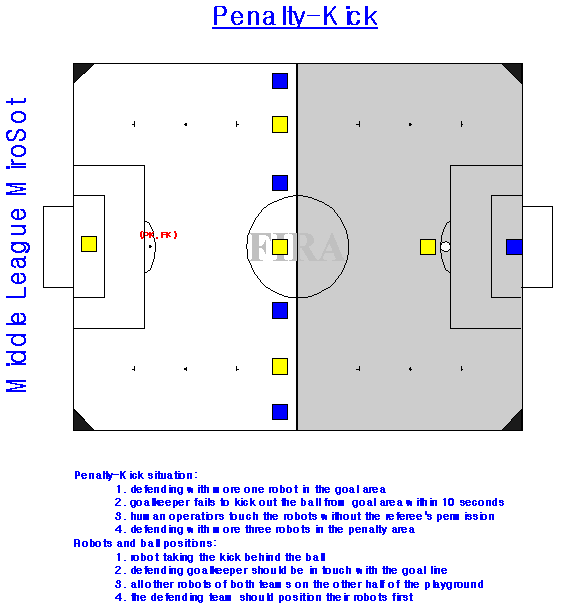 Penalty-Kick
Middle League MiroSot
(PK, FK)
FIRA
Penalty-Kick situation:
1. defending with more one robot in the goal area
2. goalkeeper fails to kick out the ball from goal area within 10 seconds
3. human operatiors touch the robots without the referee's permission
4. defending with more three robots in the penalty area
Robots and ball positions:
1. robot taking the kick behind the ball
2. defending goalkeeper should be in touch with the goal line
3. all other robots of both teams on the other half of the playground
4. the defending team should position their robots first